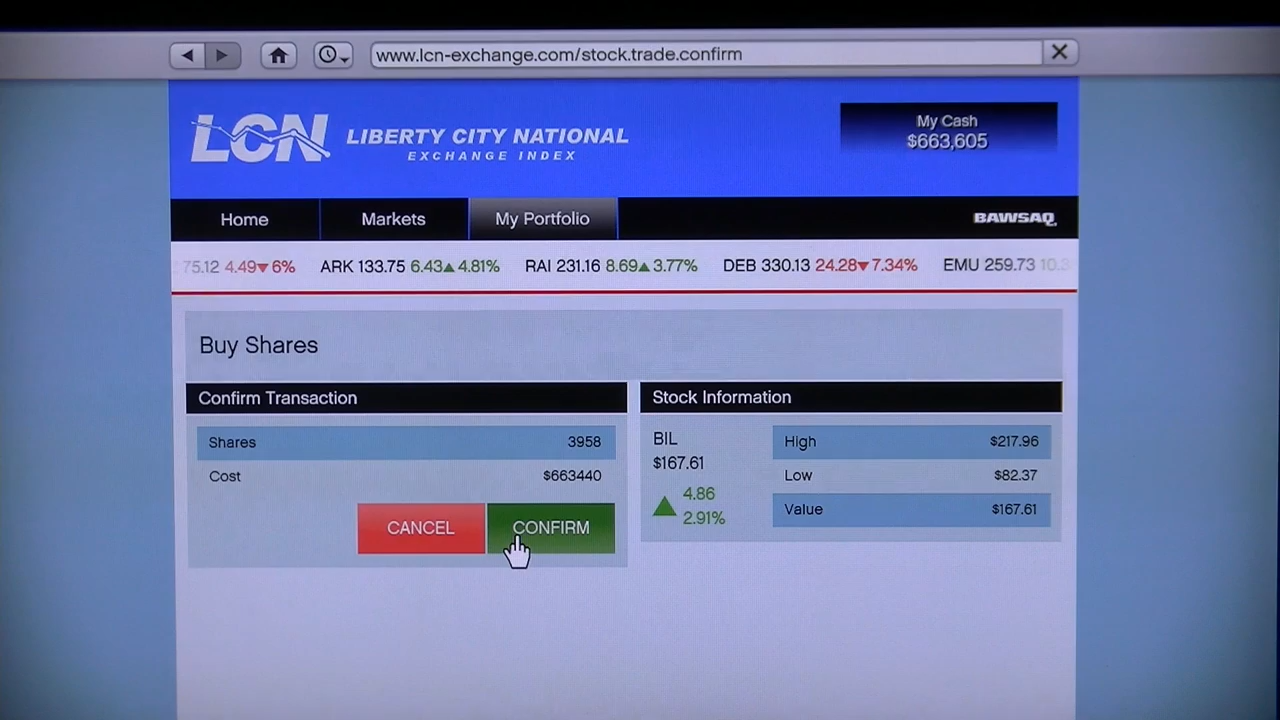 www.lcn-exchange.com/stock.trade.confirm
LCN LIBERTY CITY NATIONAL
EXCHANGE INDEX
My Cash
$663,605
Home Markets My Portfolio BAWSAQ
75.12 4.49▼6% ARK 133.75 6.43▲4.81% RAI 231.16 8.69▲3.77% DEB 330.13 24.28▼7.34% EMU 259.73 10.3
Buy Shares
Confirm Transaction
Shares 3958
Cost $663440
CANCEL CONFIRM
Stock Information
BIL
$167.61
▲ 4.86
2.91%
High $217.96
Low $82.37
Value $167.61